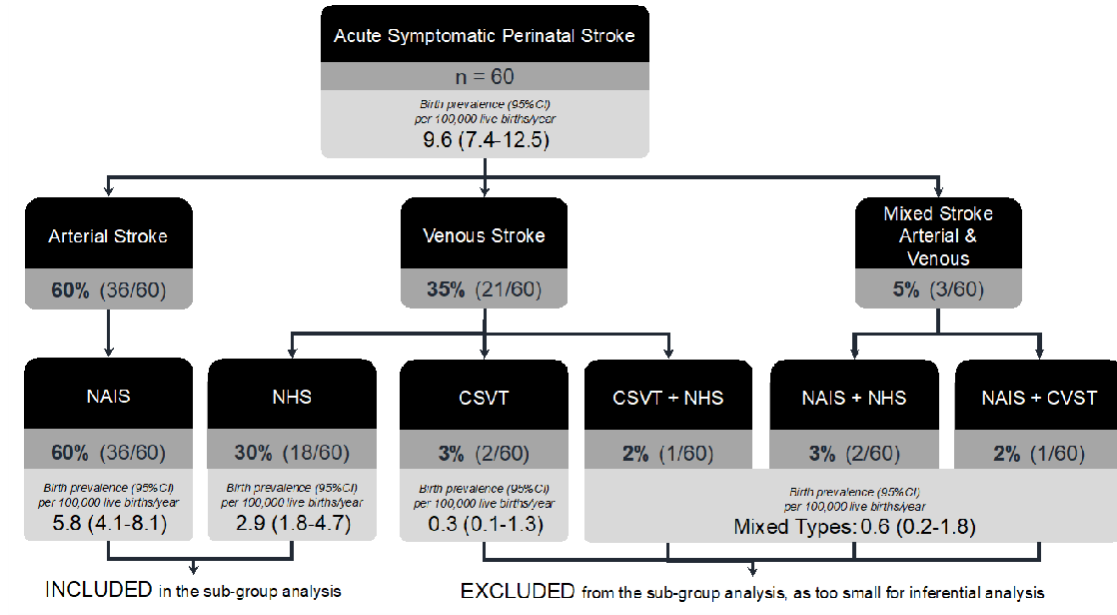 Acute Symptomatic Perinatal Stroke
n = 60
Birth prevalence (95%CI)
per 100,000 live births/year
9.6 (7.4-12.5)
Arterial Stroke
60% (36/60)
Venous Stroke
35% (21/60)
Mixed Stroke
Arterial &
Venous
5% (3/60)
NAIS
60% (36/60)
Birth prevalence (95%CI)
per 100,000 live births/year
5.8 (4.1-8.1)
NHS
30% (18/60)
Birth prevalence (95%CI)
per 100,000 live births/year
2.9 (1.8-4.7)
CSVT
3% (2/60)
Birth prevalence (95%CI)
per 100,000 live births/year
0.3 (0.1-1.3)
CSVT + NHS
2% (1/60)
NAIS + NHS
3% (2/60)
NAIS + CVST
2% (1/60)
Birth prevalence (95%CI)
per 100,000 live births/year
Mixed Types: 0.6 (0.2-1.8)
INCLUDED in the sub-group analysis
EXCLUDED from the sub-group analysis, as too small for inferential analysis